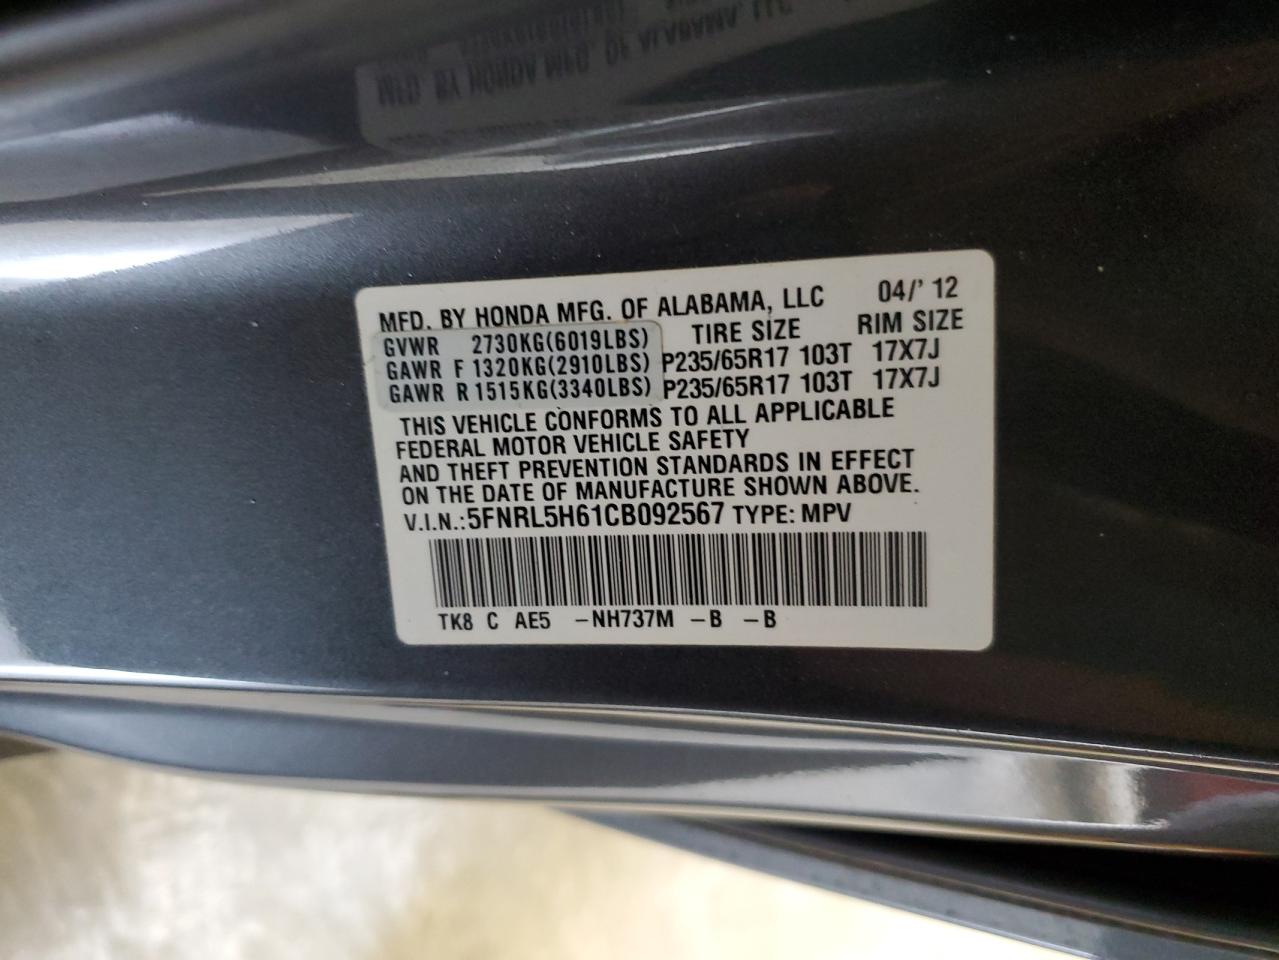 MFD. BY HONDA MFG. OF ALABAMA, LLC 04/' 12
GVWR 2730KG(6019LBS) TIRE SIZE RIM SIZE
GAWR F 1320KG(2910LBS) P235/65R17 103T 17X7J
GAWR R 1515KG(3340LBS) P235/65R17 103T 17X7J
THIS VEHICLE CONFORMS TO ALL APPLICABLE
FEDERAL MOTOR VEHICLE SAFETY
AND THEFT PREVENTION STANDARDS IN EFFECT
ON THE DATE OF MANUFACTURE SHOWN ABOVE.
V.I.N.:5FNRL5H61CB092567 TYPE: MPV
TK8 C AE5 -NH737M -B -B